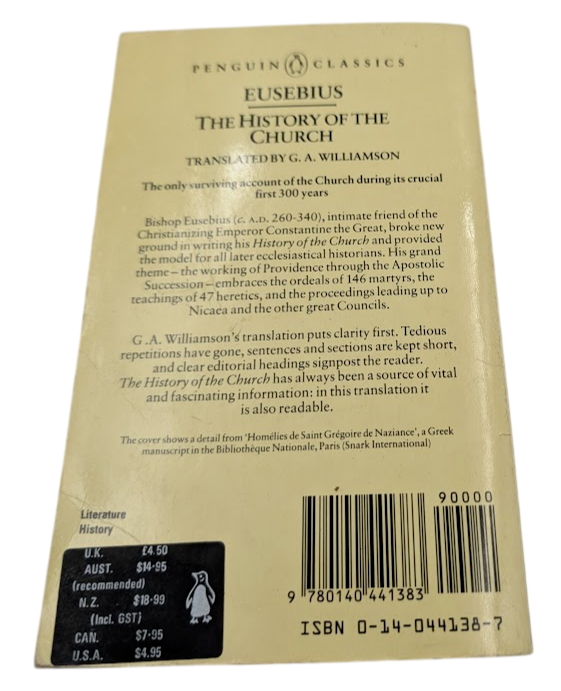 PENGUIN CLASSICS
EUSEBIUS
THE HISTORY OF THE
CHURCH
TRANSLATED BY G. A. WILLIAMSON
The only surviving account of the Church during its crucial
first 300 years
Bishop Eusebius (c. A.D. 260-340), intimate friend of the
Christianizing Emperor Constantine the Great, broke new
ground in writing his History of the Church and provided
the model for all later ecclesiastical historians. His grand
theme – the working of Providence through the Apostolic
Succession – embraces the ordeals of 146 martyrs, the
teachings of 47 heretics, and the proceedings leading up to
Nicaea and the other great Councils.
G.A. Williamson's translation puts clarity first. Tedious
repetitions have gone, sentences and sections are kept short,
and clear editorial headings signpost the reader.
The History of the Church has always been a source of vital
and fascinating information: in this translation it
is also readable.
The cover shows a detail from 'Homélies de Saint Grégoire de Naziance', a Greek
manuscript in the Bibliothèque Nationale, Paris (Snark International)
Literature
History
U.K. £4.50
AUST. $14·95
(recommended)
N.Z. $18·99
(Incl. GST)
CAN. $7·95
U.S.A. $4.95
90000
9 780140 441383
ISBN 0-14-044138-7